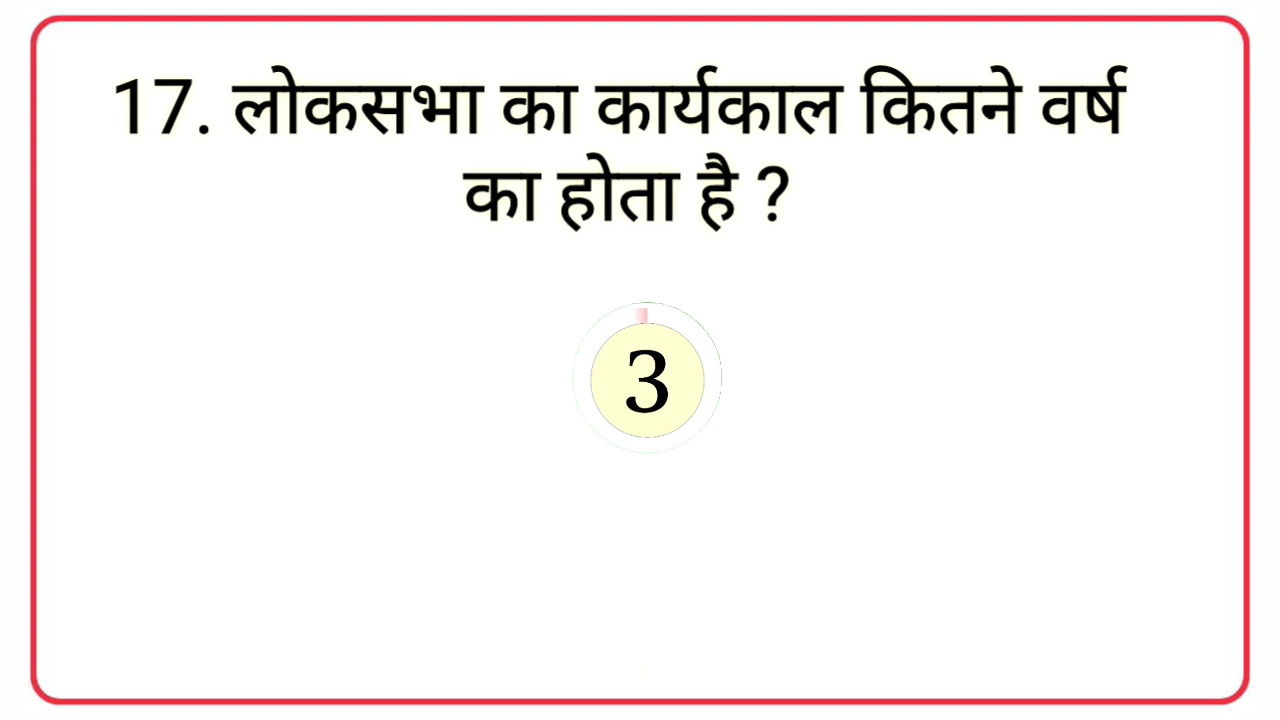 17. लोकसभा का कार्यकाल कितने वर्ष
का होता है ?
3